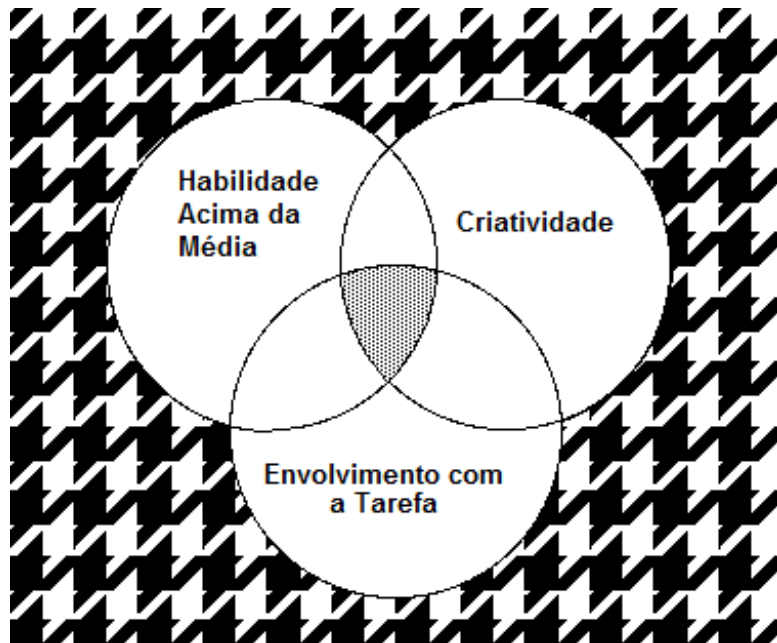 Habilidade
Acima da
Média
Criatividade
Envolvimento com
a Tarefa